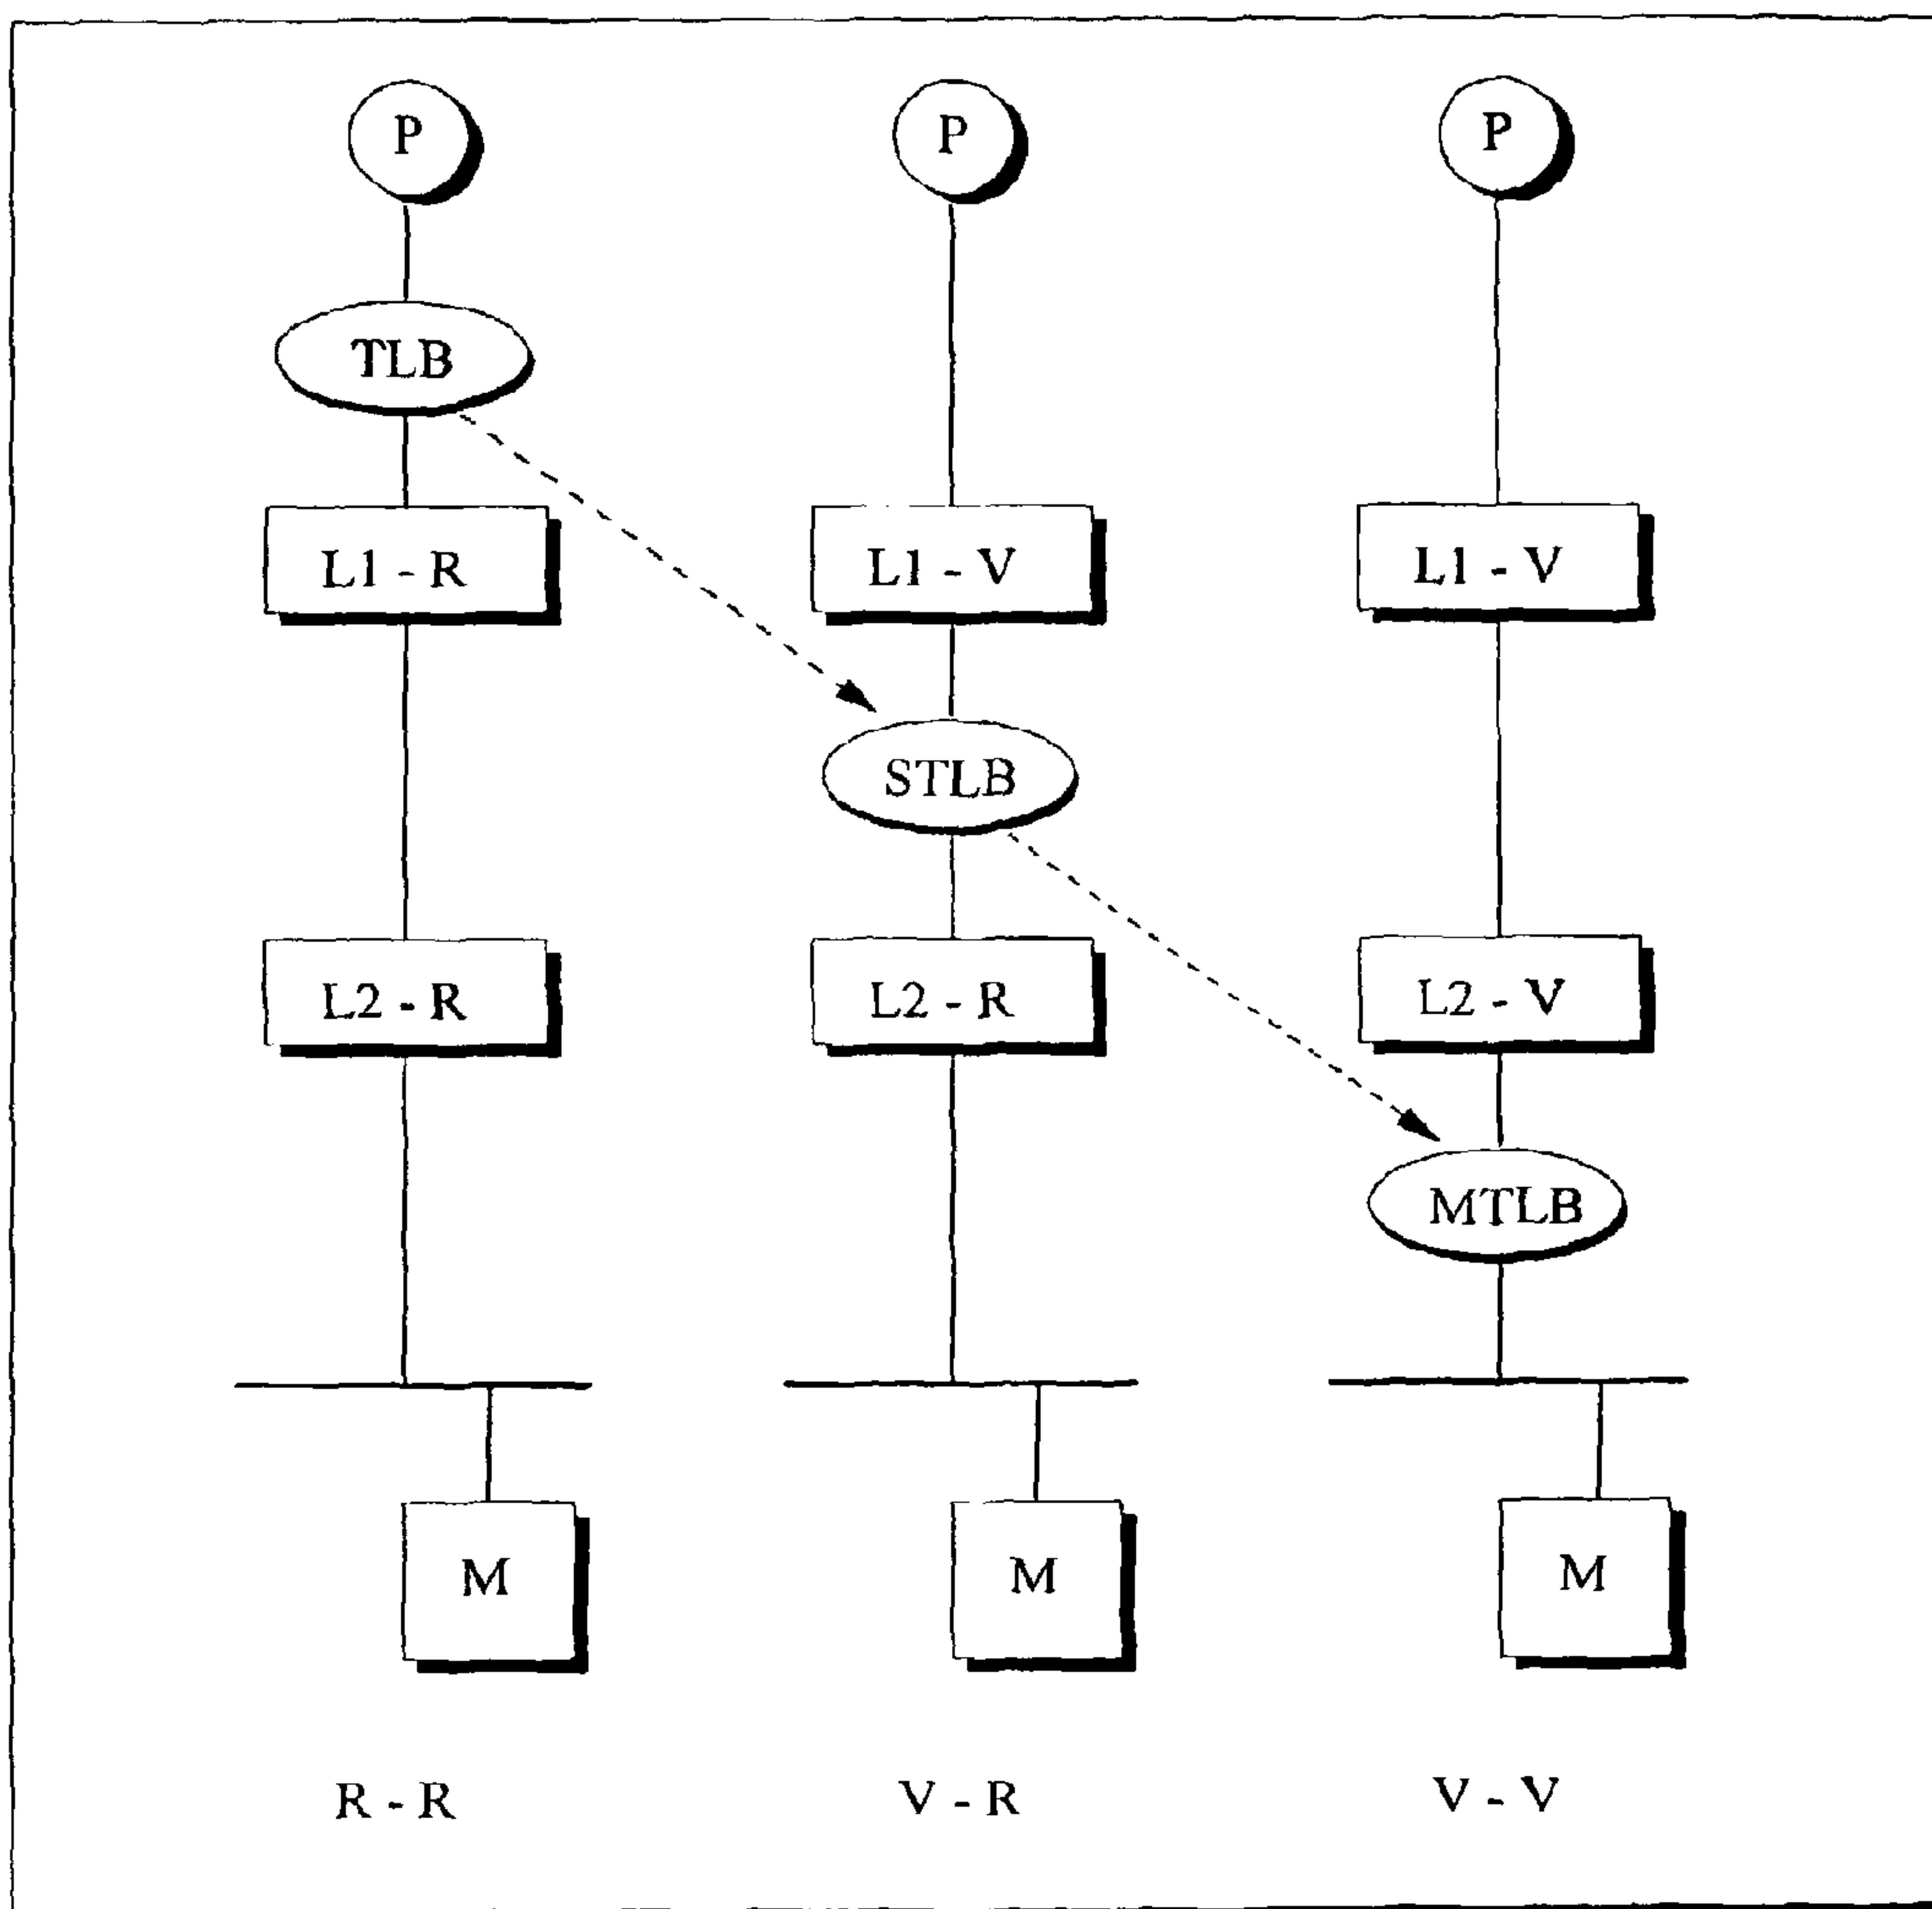 P P P
TLB
L1 - R L1 - V L1 - V
STLB
L2 - R L2 - R L2 - V
MTLB
M M M
R - R V - R V - V